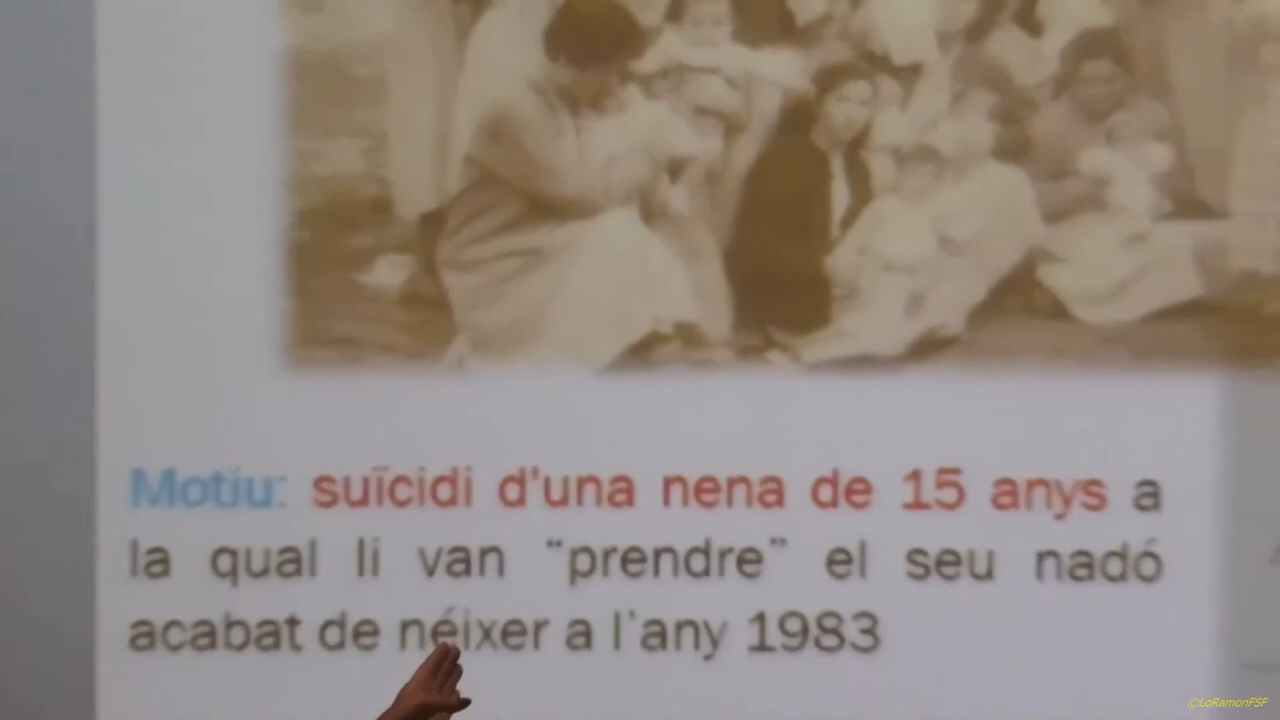 Motiu: suïcidi d'una nena de 15 anys a
la qual li van “prendre” el seu nadó
acabat de néixer a l'any 1983
©LoRamonFSF